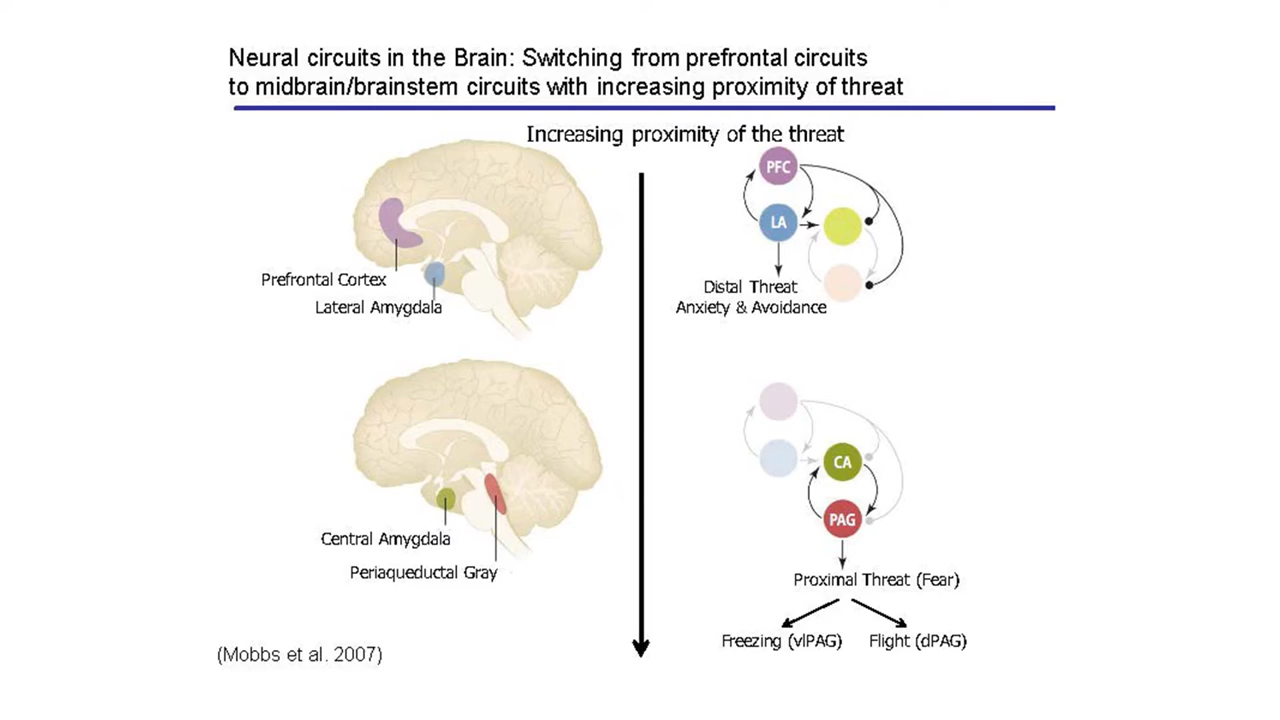 Neural circuits in the Brain: Switching from prefrontal circuits
to midbrain/brainstem circuits with increasing proximity of threat
Increasing proximity of the threat
PFC
LA
Prefrontal Cortex
Lateral Amygdala
Distal Threat
Anxiety & Avoidance
CA
PAG
Central Amygdala
Periaqueductal Gray
Proximal Threat (Fear)
Freezing (vlPAG)
Flight (dPAG)
(Mobbs et al. 2007)